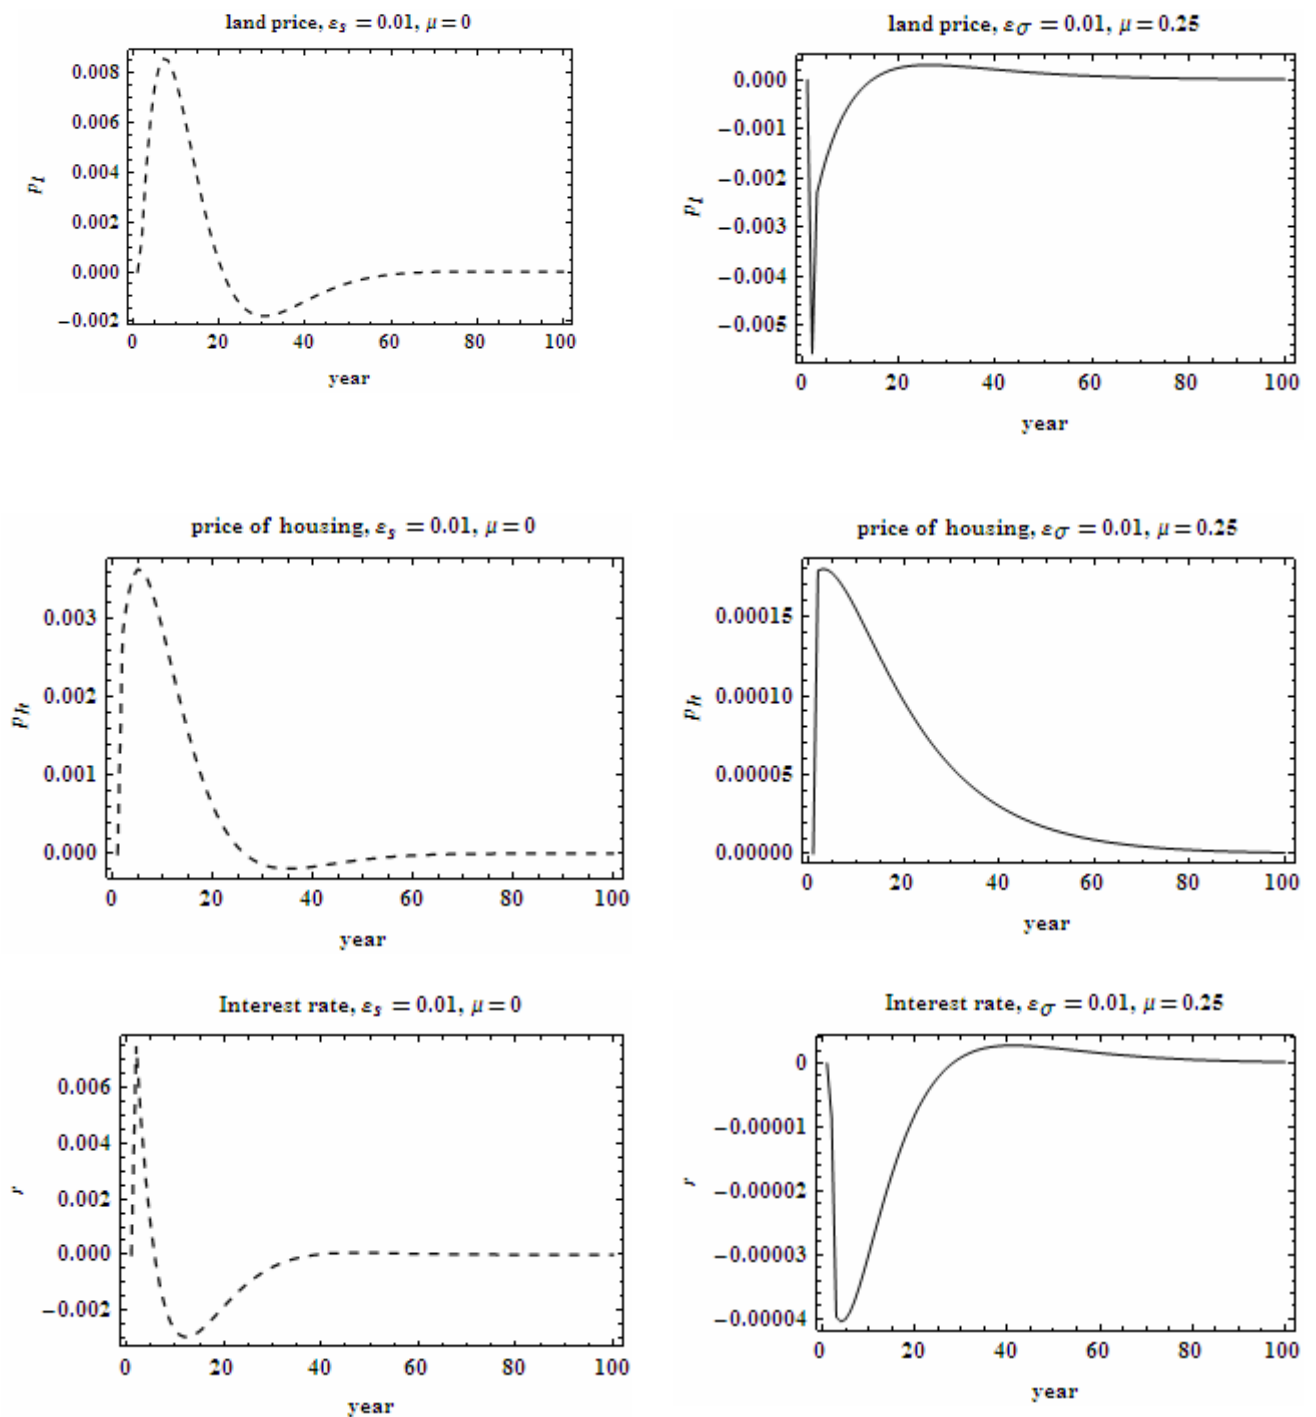 land price, εs = 0.01, μ = 0
0.008
0.006
0.004
0.002
0.000
−0.002
pl
0 20 40 60 80 100
year
land price, εσ = 0.01, μ = 0.25
0.000
−0.001
−0.002
−0.003
−0.004
−0.005
pl
0 20 40 60 80 100
year
price of housing, εs = 0.01, μ = 0
0.003
0.002
0.001
0.000
ph
0 20 40 60 80 100
year
price of housing, εσ = 0.01, μ = 0.25
0.00015
0.00010
0.00005
0.00000
ph
0 20 40 60 80 100
year
Interest rate, εs = 0.01, μ = 0
0.006
0.004
0.002
0.000
−0.002
r
0 20 40 60 80 100
year
Interest rate, εσ = 0.01, μ = 0.25
0
−0.00001
−0.00002
−0.00003
−0.00004
r
0 20 40 60 80 100
year